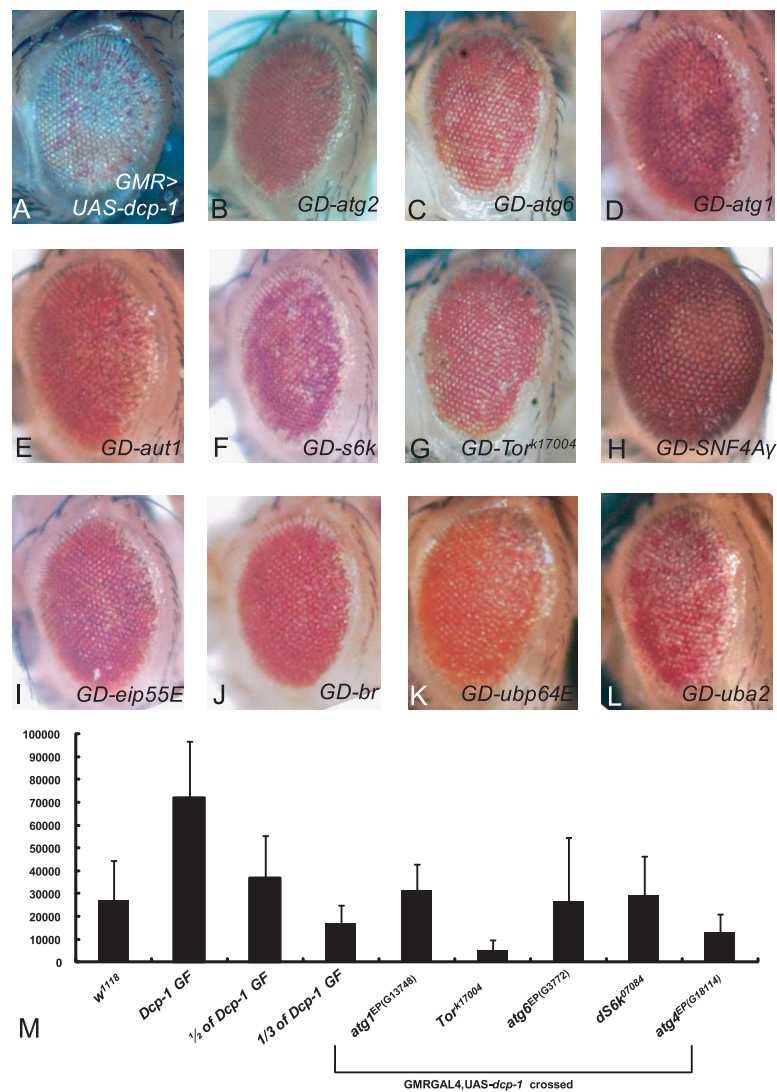 A
GMR>
UAS-dcp-1
B
GD-atg2
C
GD-atg6
D
GD-atg1
E
GD-aut1
F
GD-s6k
G
GD-Tor^k17004
H
GD-SNF4Aγ
I
GD-eip55E
J
GD-br
K
GD-ubp64E
L
GD-uba2
100000
90000
80000
70000
60000
50000
40000
30000
20000
10000
0
w^1118
Dcp-1 GF
½ of Dcp-1 GF
1/3 of Dcp-1 GF
atg1^EP(G13748)
Tor^k17004
atg6^EP(G3772)
dS6k^07084
atg4^EP(G18114)
M
GMRGAL4,UAS-dcp-1 crossed